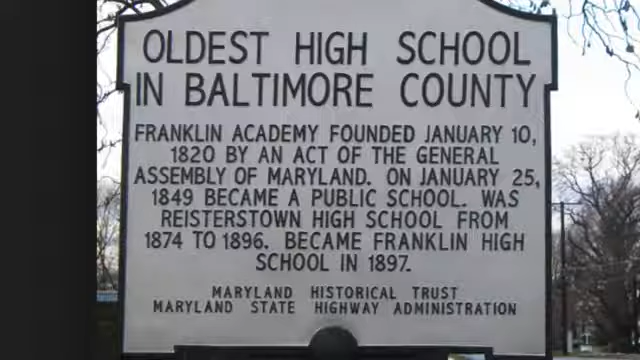 OLDEST HIGH SCHOOL
IN BALTIMORE COUNTY
FRANKLIN ACADEMY FOUNDED JANUARY 10,
1820 BY AN ACT OF THE GENERAL
ASSEMBLY OF MARYLAND. ON JANUARY 25,
1849 BECAME A PUBLIC SCHOOL. WAS
REISTERSTOWN HIGH SCHOOL FROM
1874 TO 1896. BECAME FRANKLIN HIGH
SCHOOL IN 1897.
MARYLAND HISTORICAL TRUST
MARYLAND STATE HIGHWAY ADMINISTRATION